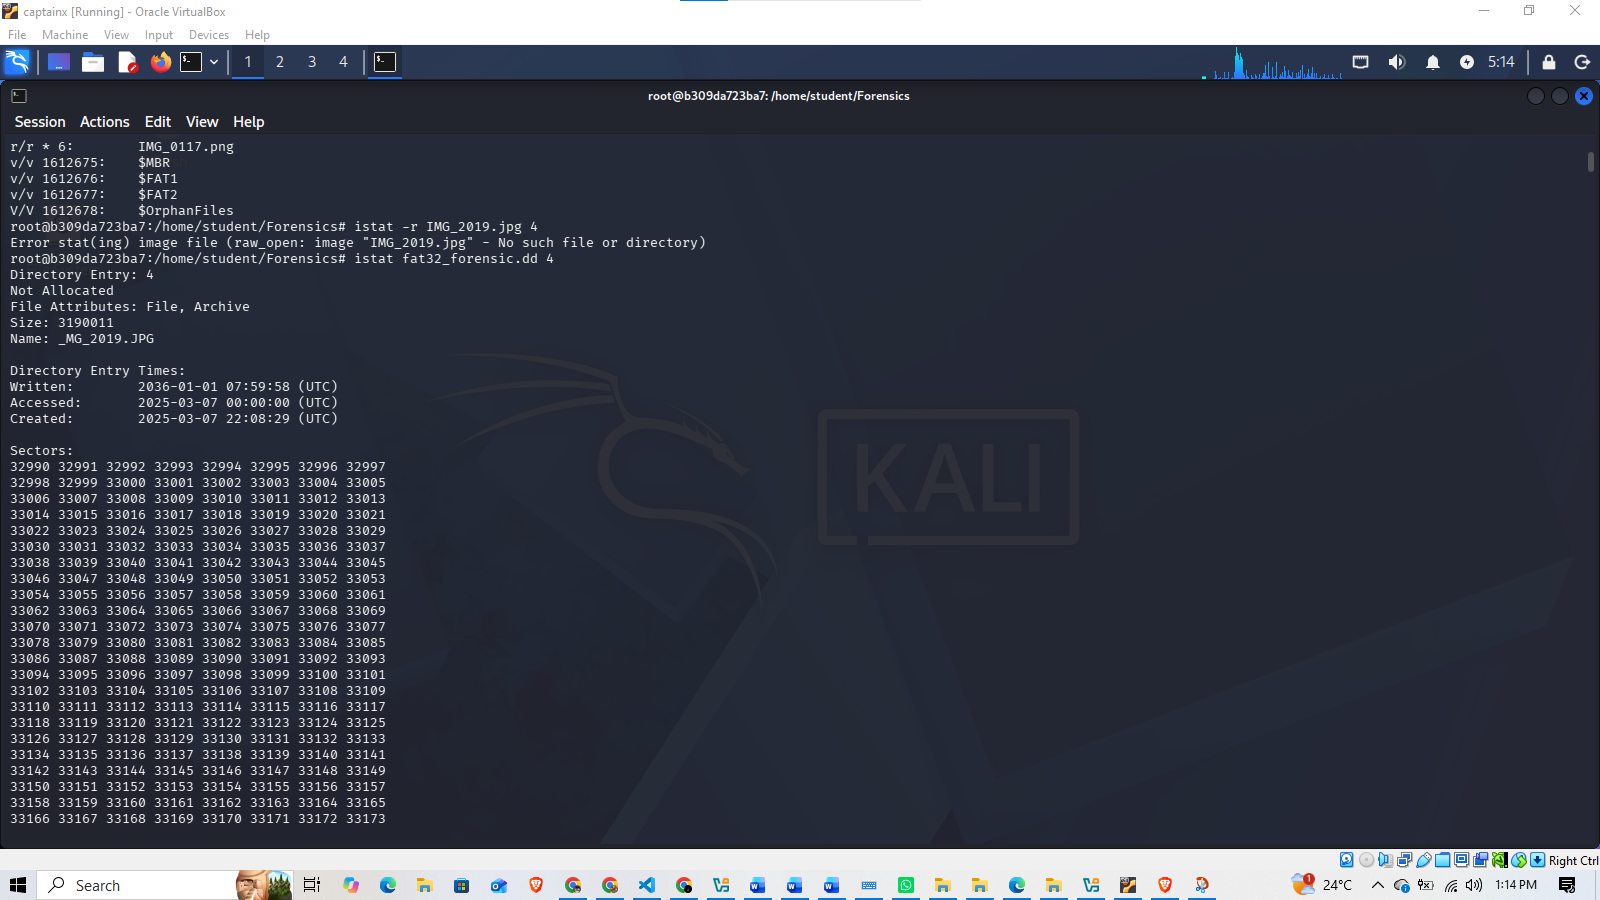 captainx [Running] - Oracle VirtualBox
File Machine View Input Devices Help
1 2 3 4 5:14
root@b309da723ba7: /home/student/Forensics
Session Actions Edit View Help
r/r * 6: IMG_0117.png
v/v 1612675: $MBR
v/v 1612676: $FAT1
v/v 1612677: $FAT2
V/V 1612678: $OrphanFiles
root@b309da723ba7:/home/student/Forensics# istat -r IMG_2019.jpg 4
Error stat(ing) image file (raw_open: image "IMG_2019.jpg" - No such file or directory)
root@b309da723ba7:/home/student/Forensics# istat fat32_forensic.dd 4
Directory Entry: 4
Not Allocated
File Attributes: File, Archive
Size: 3190011
Name: _MG_2019.JPG
Directory Entry Times:
Written: 2036-01-01 07:59:58 (UTC)
Accessed: 2025-03-07 00:00:00 (UTC)
Created: 2025-03-07 22:08:29 (UTC)
Sectors:
32990 32991 32992 32993 32994 32995 32996 32997
32998 32999 33000 33001 33002 33003 33004 33005
33006 33007 33008 33009 33010 33011 33012 33013
33014 33015 33016 33017 33018 33019 33020 33021
33022 33023 33024 33025 33026 33027 33028 33029
33030 33031 33032 33033 33034 33035 33036 33037
33038 33039 33040 33041 33042 33043 33044 33045
33046 33047 33048 33049 33050 33051 33052 33053
33054 33055 33056 33057 33058 33059 33060 33061
33062 33063 33064 33065 33066 33067 33068 33069
33070 33071 33072 33073 33074 33075 33076 33077
33078 33079 33080 33081 33082 33083 33084 33085
33086 33087 33088 33089 33090 33091 33092 33093
33094 33095 33096 33097 33098 33099 33100 33101
33102 33103 33104 33105 33106 33107 33108 33109
33110 33111 33112 33113 33114 33115 33116 33117
33118 33119 33120 33121 33122 33123 33124 33125
33126 33127 33128 33129 33130 33131 33132 33133
33134 33135 33136 33137 33138 33139 33140 33141
33142 33143 33144 33145 33146 33147 33148 33149
33150 33151 33152 33153 33154 33155 33156 33157
33158 33159 33160 33161 33162 33163 33164 33165
33166 33167 33168 33169 33170 33171 33172 33173
KALI
Right Ctrl
Search
1
24°C
1:14 PM